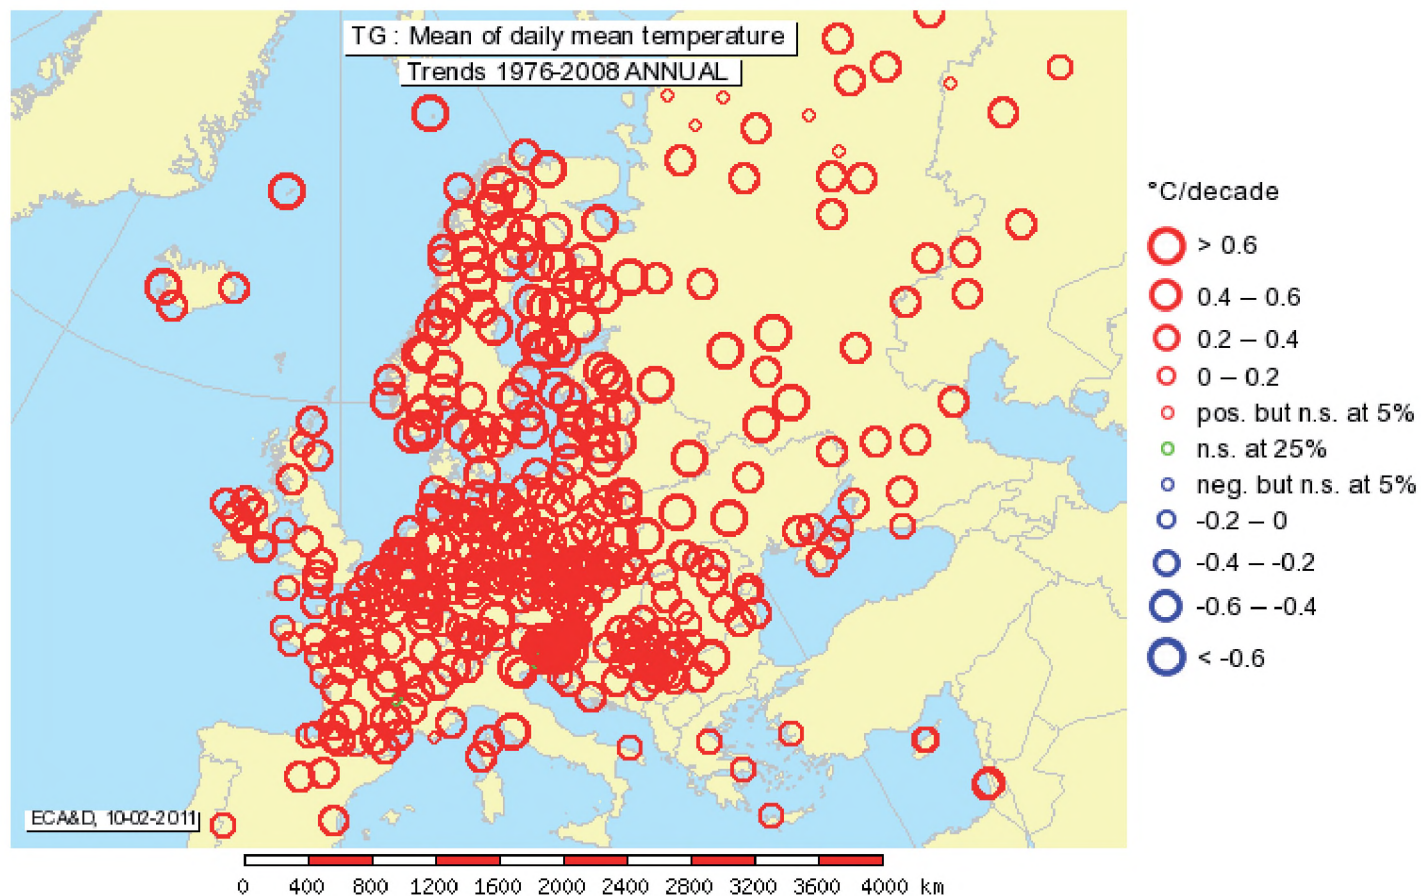 TG : Mean of daily mean temperature
Trends 1976-2008 ANNUAL
°C/decade
> 0.6
0.4 – 0.6
0.2 – 0.4
0 – 0.2
pos. but n.s. at 5%
n.s. at 25%
neg. but n.s. at 5%
-0.2 – 0
-0.4 – -0.2
-0.6 – -0.4
< -0.6
ECA&D, 10-02-2011
0 400 800 1200 1600 2000 2400 2800 3200 3600 4000 km